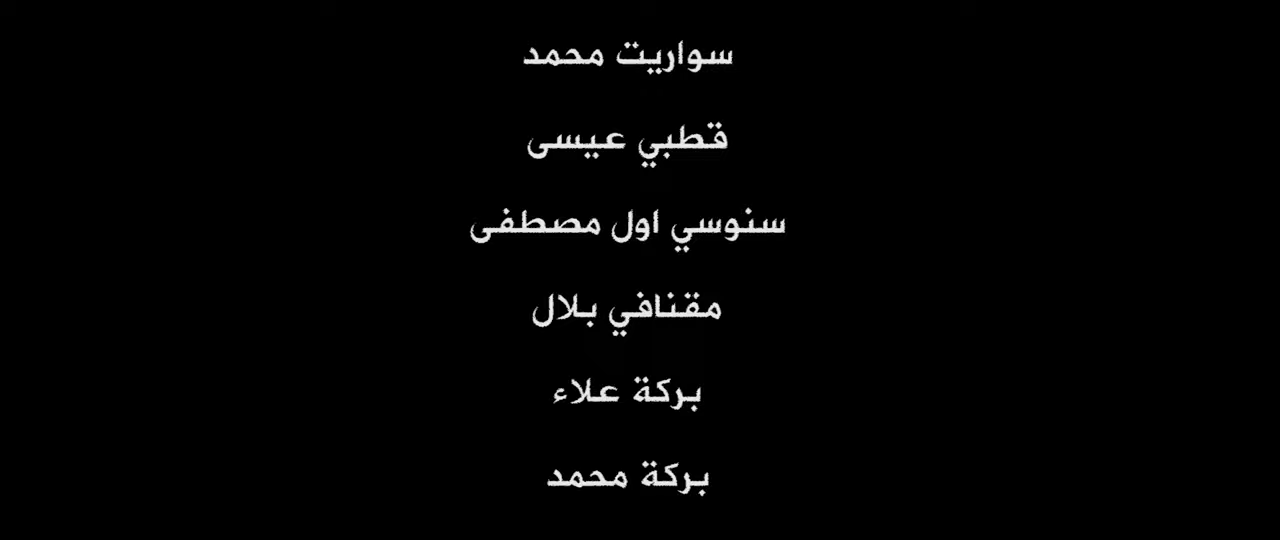 سواريت محمد
قطبي عيسى
سنوسي اول مصطفى
مقنافي بلال
بركة علاء
بركة محمد